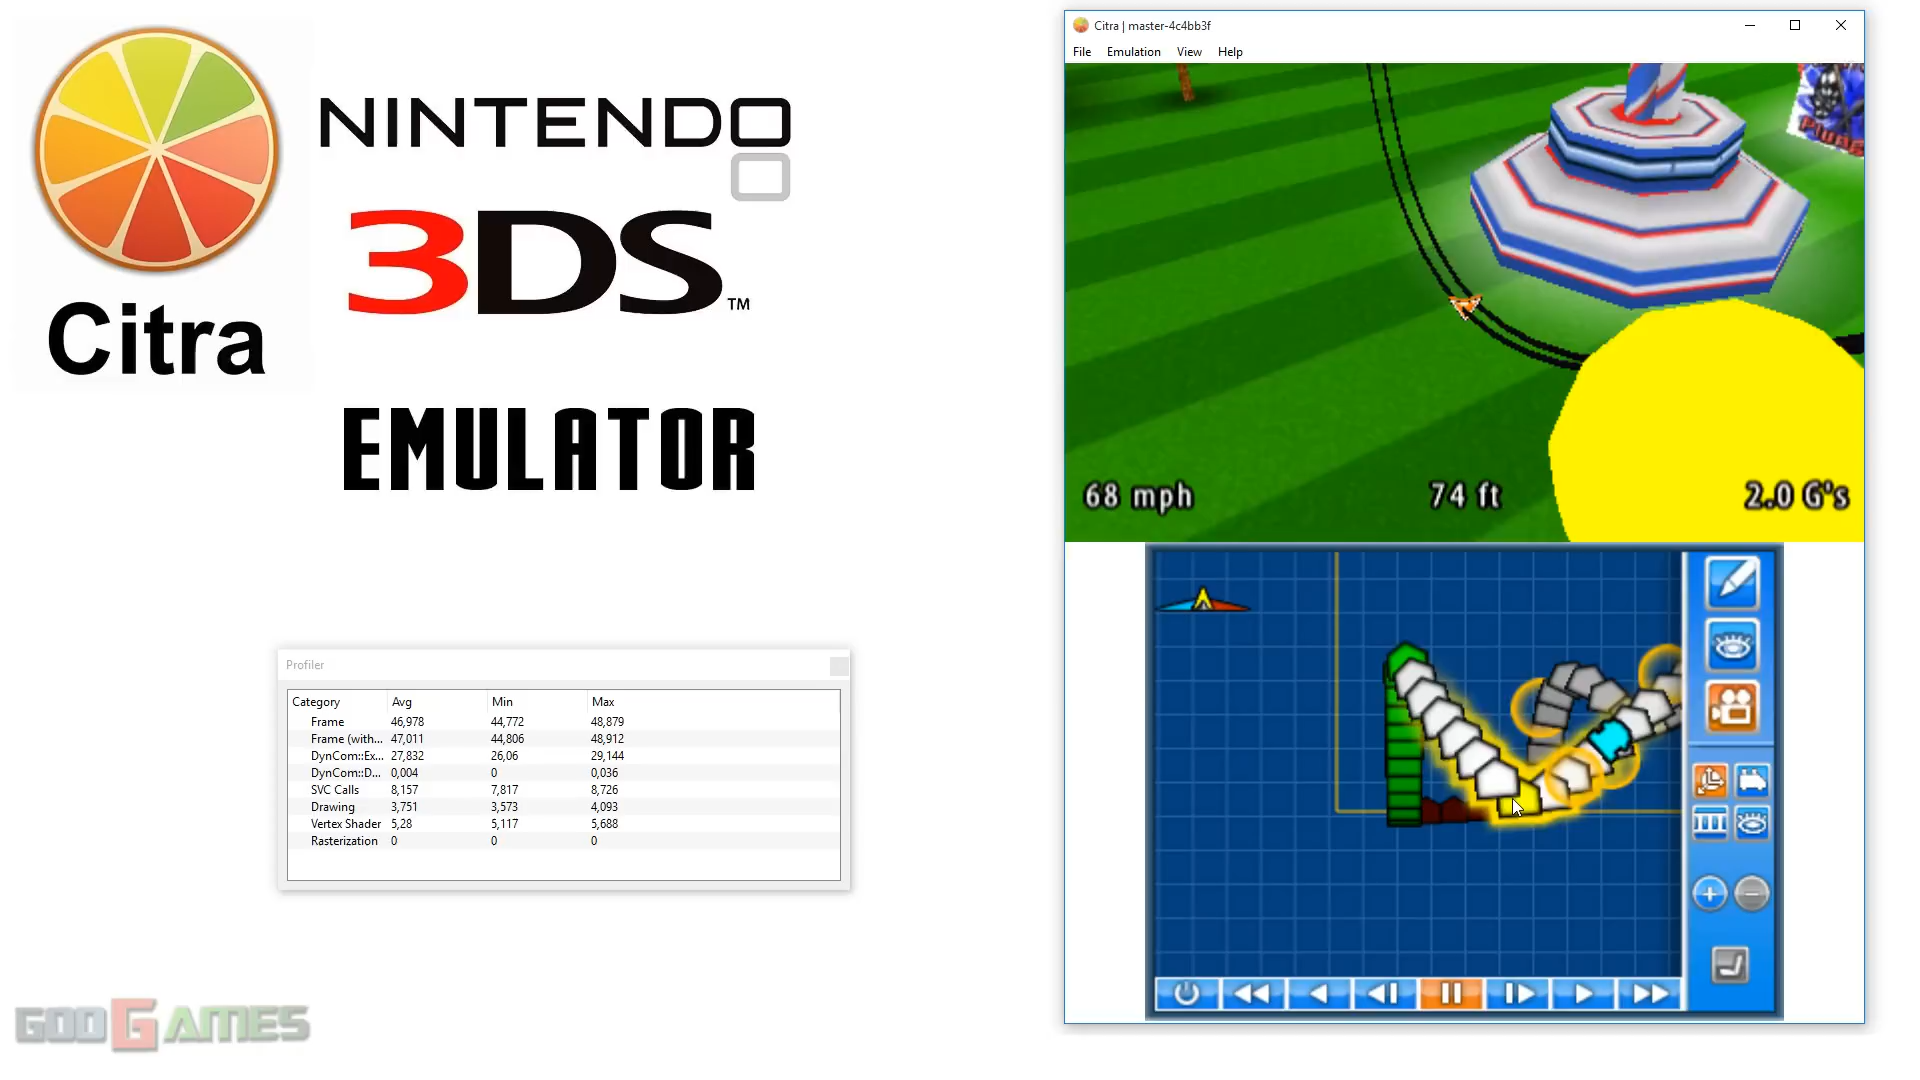 Citra
NINTENDO
3DS™
EMULATOR
Citra | master-4c4bb3f
File Emulation View Help
68 mph 74 ft 2.0 G's
Profiler
Category Avg Min Max
Frame 46,978 44,772 48,879
Frame (with... 47,011 44,806 48,912
DynCom::Ex... 27,832 26,06 29,144
DynCom::D... 0,004 0 0,036
SVC Calls 8,157 7,817 8,726
Drawing 3,751 3,573 4,093
Vertex Shader 5,28 5,117 5,688
Rasterization 0 0 0
GOOGAMES